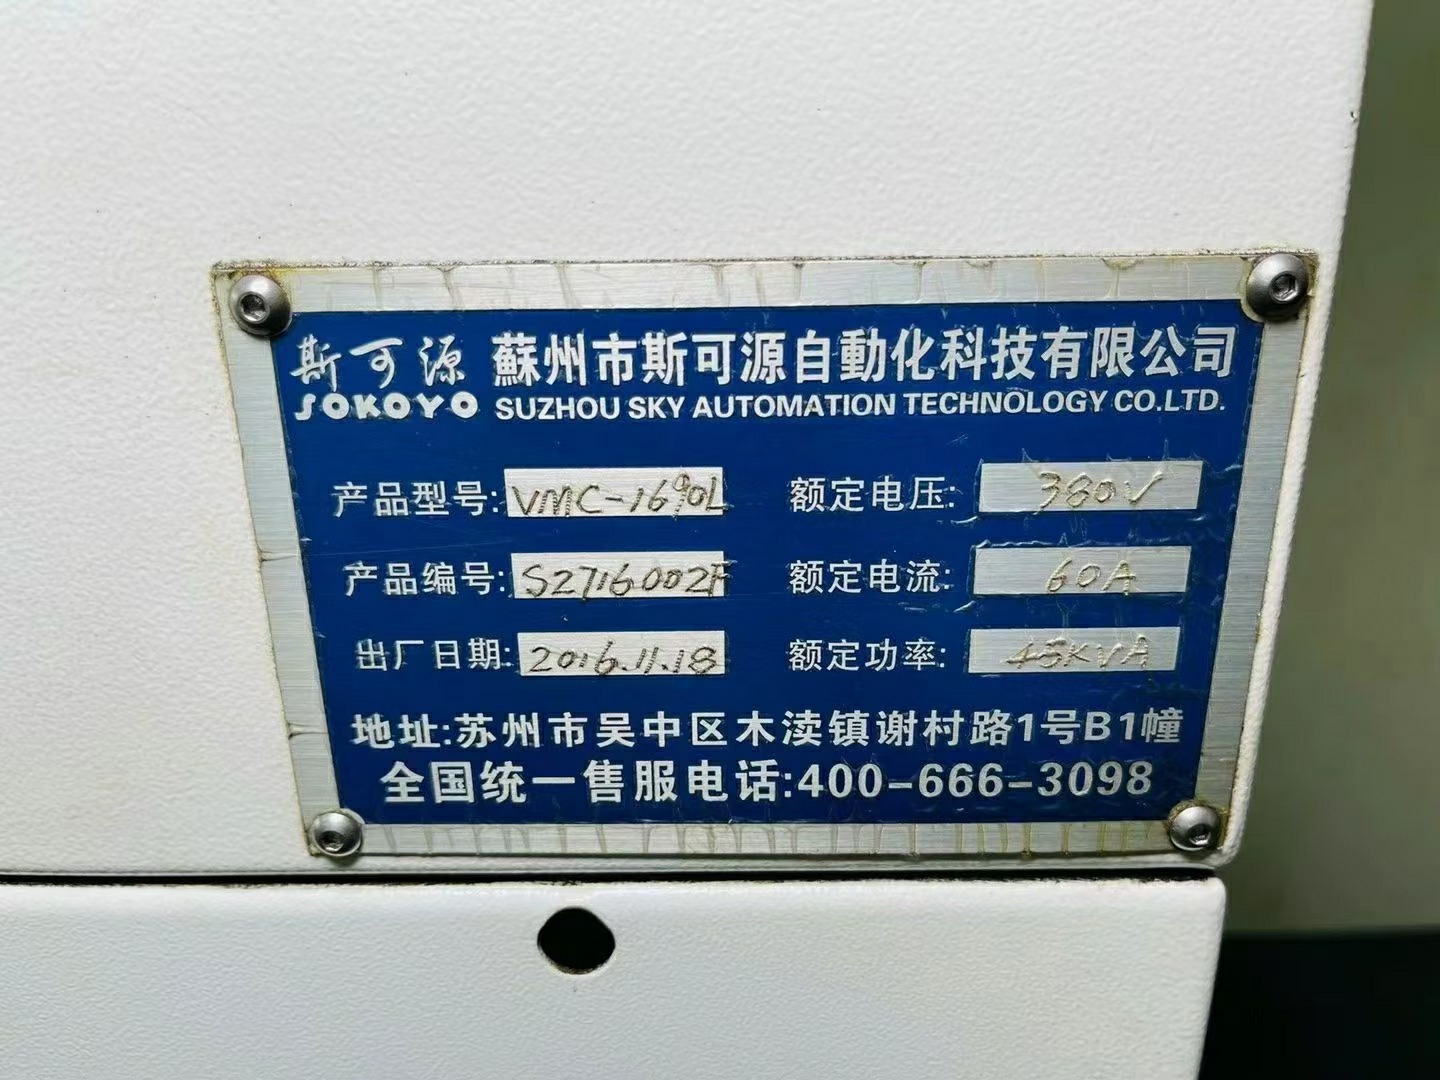 斯可源 蘇州市斯可源自動化科技有限公司
SOKOYO SUZHOU SKY AUTOMATION TECHNOLOGY CO.LTD.
产品型号: VMC-1690L 额定电压: 380V
产品编号: S2716002F 额定电流: 60A
出厂日期: 2016.11.18 额定功率: 45KVA
地址:苏州市吴中区木渎镇谢村路1号B1幢
全国统一售服电话:400-666-3098